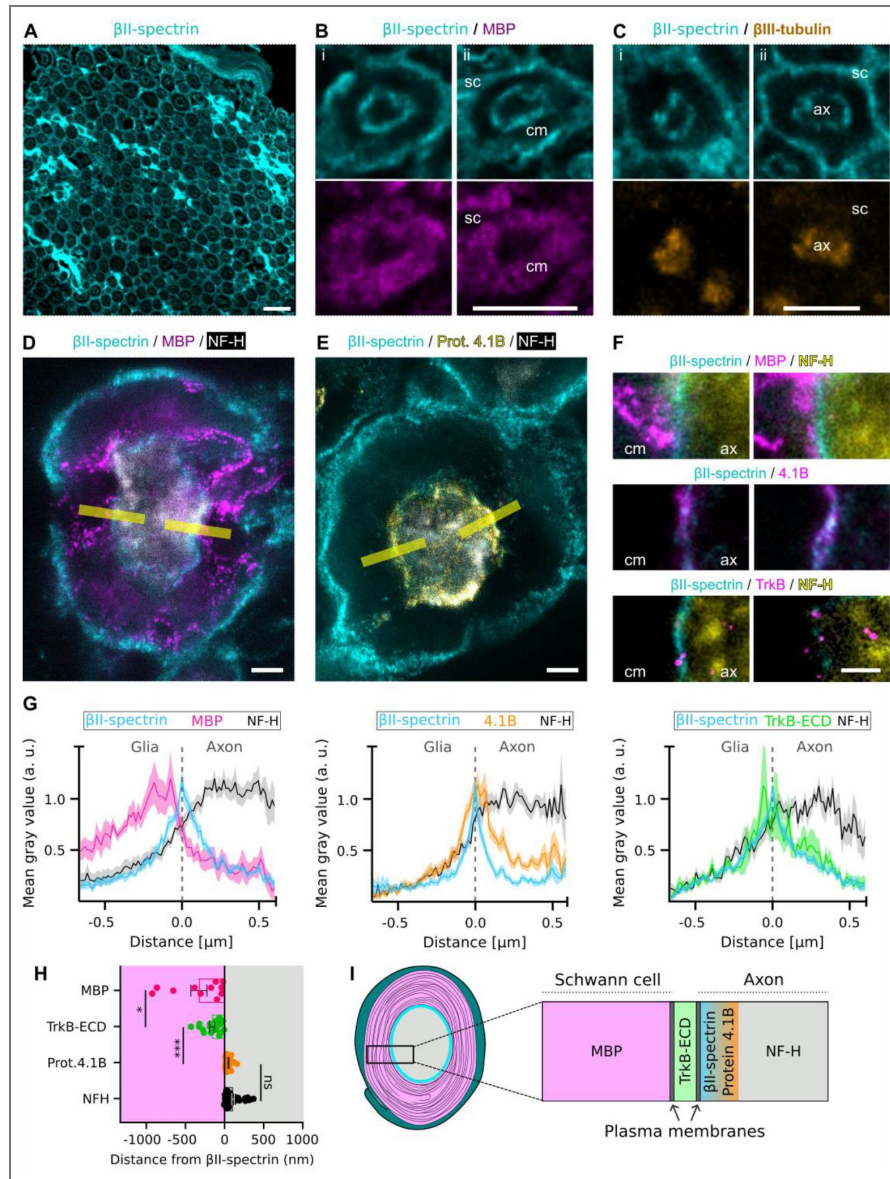 A
βII-spectrin
B
βII-spectrin / MBP
C
βII-spectrin / βIII-tubulin
i
ii
sc
cm
sc
cm
i
ii
sc
ax
sc
ax
D
βII-spectrin / MBP / NF-H
E
βII-spectrin / Prot. 4.1B / NF-H
F
βII-spectrin / MBP / NF-H
cm
ax
βII-spectrin / 4.1B
cm
ax
βII-spectrin / TrkB / NF-H
cm
ax
G
βII-spectrin MBP NF-H
Glia Axon
Mean gray value (a. u.)
1.0
0.5
-0.5 0.0 0.5
Distance [µm]
βII-spectrin 4.1B NF-H
Glia Axon
Mean gray value (a. u.)
1.0
0.5
-0.5 0.0 0.5
Distance [µm]
βII-spectrin TrkB-ECD NF-H
Glia Axon
Mean gray value (a. u.)
1.0
0.5
-0.5 0.0 0.5
Distance [µm]
H
MBP
TrkB-ECD
Prot.4.1B
NFH
*
***
ns
-1000 -500 0 500 1000
Distance from βII-spectrin (nm)
I
Schwann cell
Axon
MBP
TrkB-ECD
βII-spectrin
Protein 4.1B
NF-H
Plasma membranes